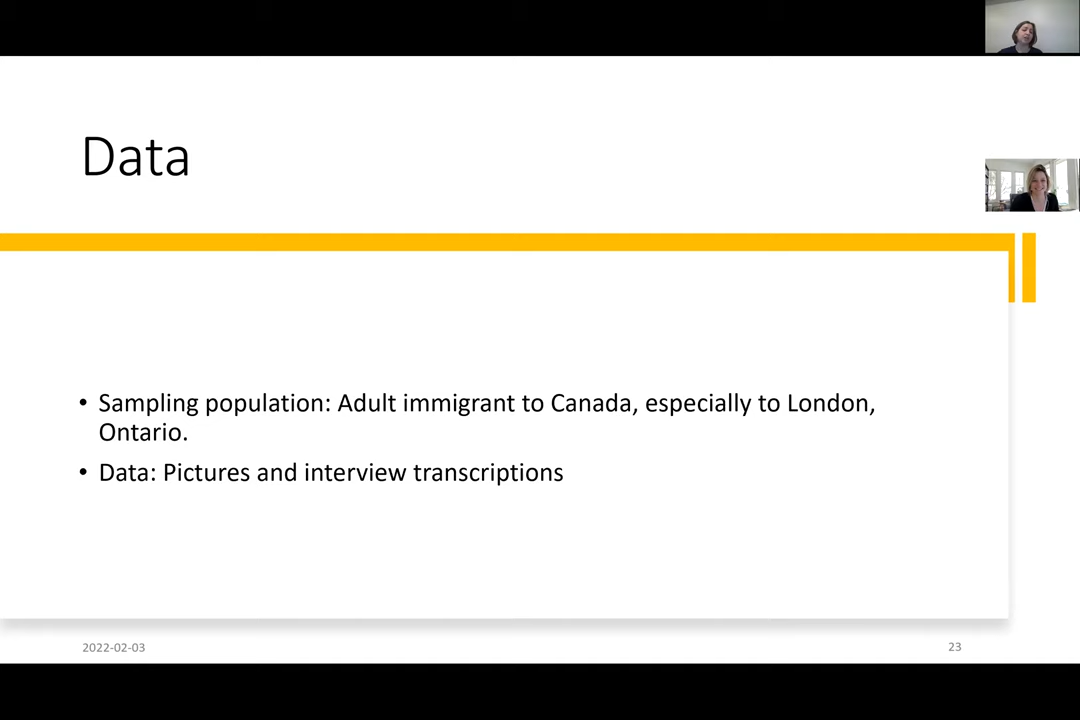 Data
• Sampling population: Adult immigrant to Canada, especially to London,
Ontario.
• Data: Pictures and interview transcriptions
2022-02-03
23